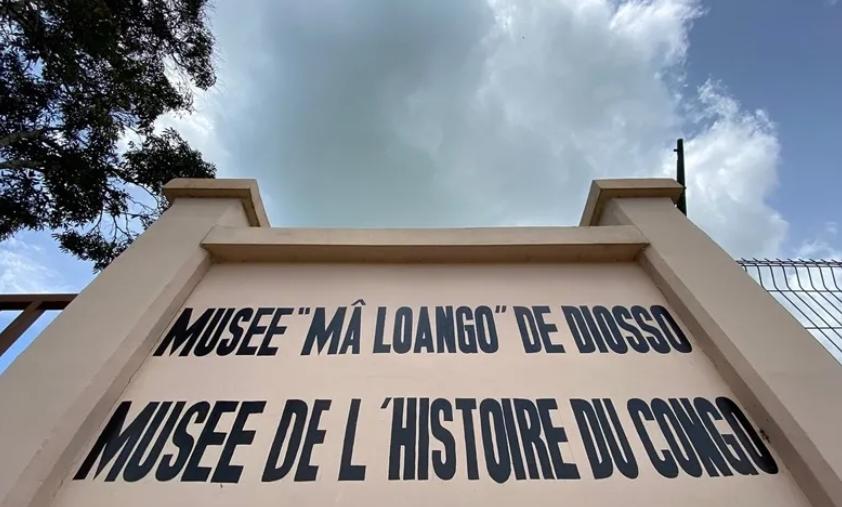 MUSEE "MÂ LOANGO" DE DIOSSO
MUSEE DE L'HISTOIRE DU CONGO